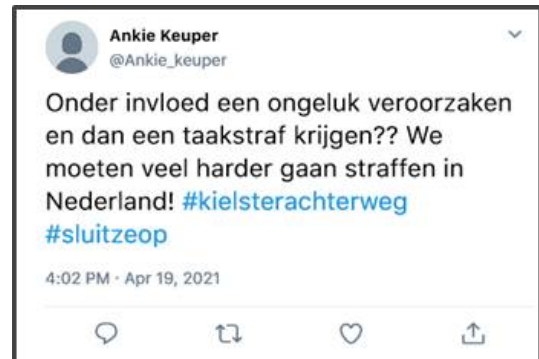 Ankie Keuper
@Ankie_keuper
Onder invloed een ongeluk veroorzaken
en dan een taakstraf krijgen?? We
moeten veel harder gaan straffen in
Nederland! #kielsterachterweg
#sluitzeop
4:02 PM · Apr 19, 2021